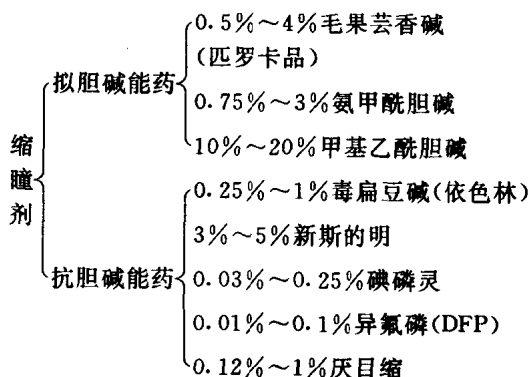 0.5%～4%毛果芸香碱
(匹罗卡品)
拟胆碱能药
0.75%～3%氨甲酰胆碱
10%～20%甲基乙酰胆碱
缩瞳剂
0.25%～1%毒扁豆碱(依色林)
3%～5%新斯的明
抗胆碱能药
0.03%～0.25%碘磷灵
0.01%～0.1%异氟磷(DFP)
0.12%～1%厌目缩